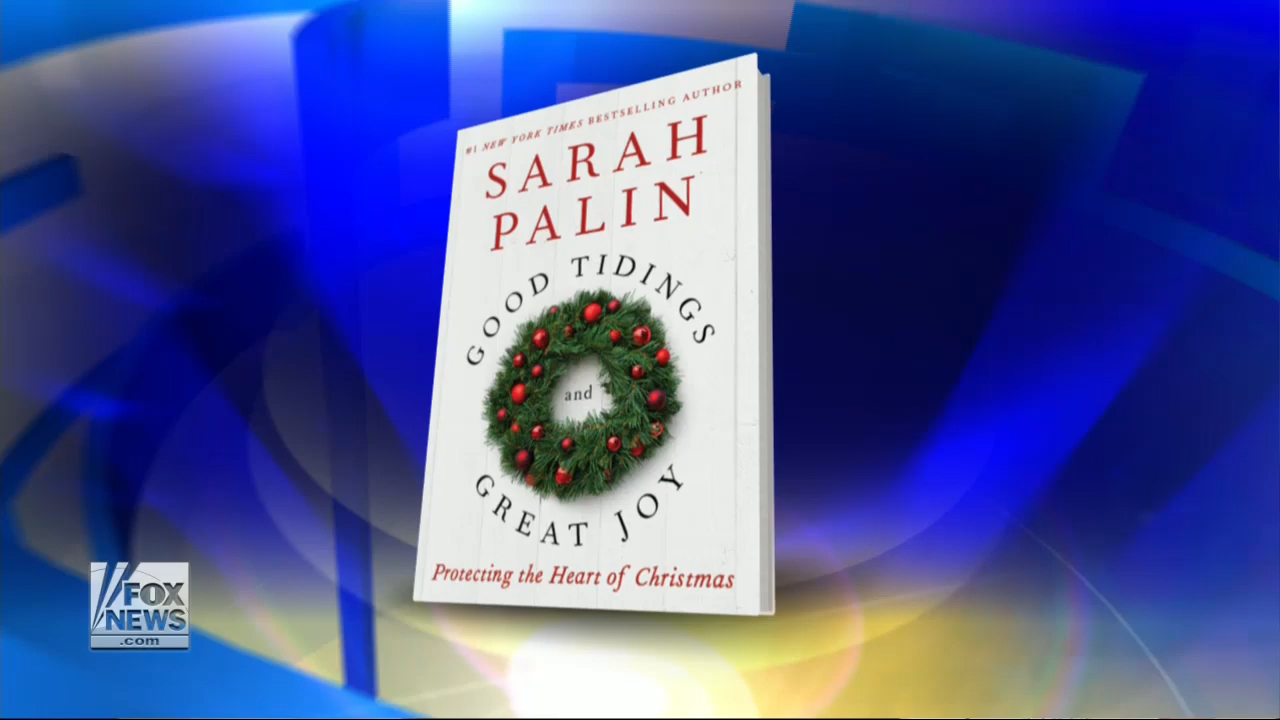 #1 NEW YORK TIMES BESTSELLING AUTHOR
SARAH
PALIN
GOOD TIDINGS
and
GREAT JOY
Protecting the Heart of Christmas
FOX
NEWS
.com